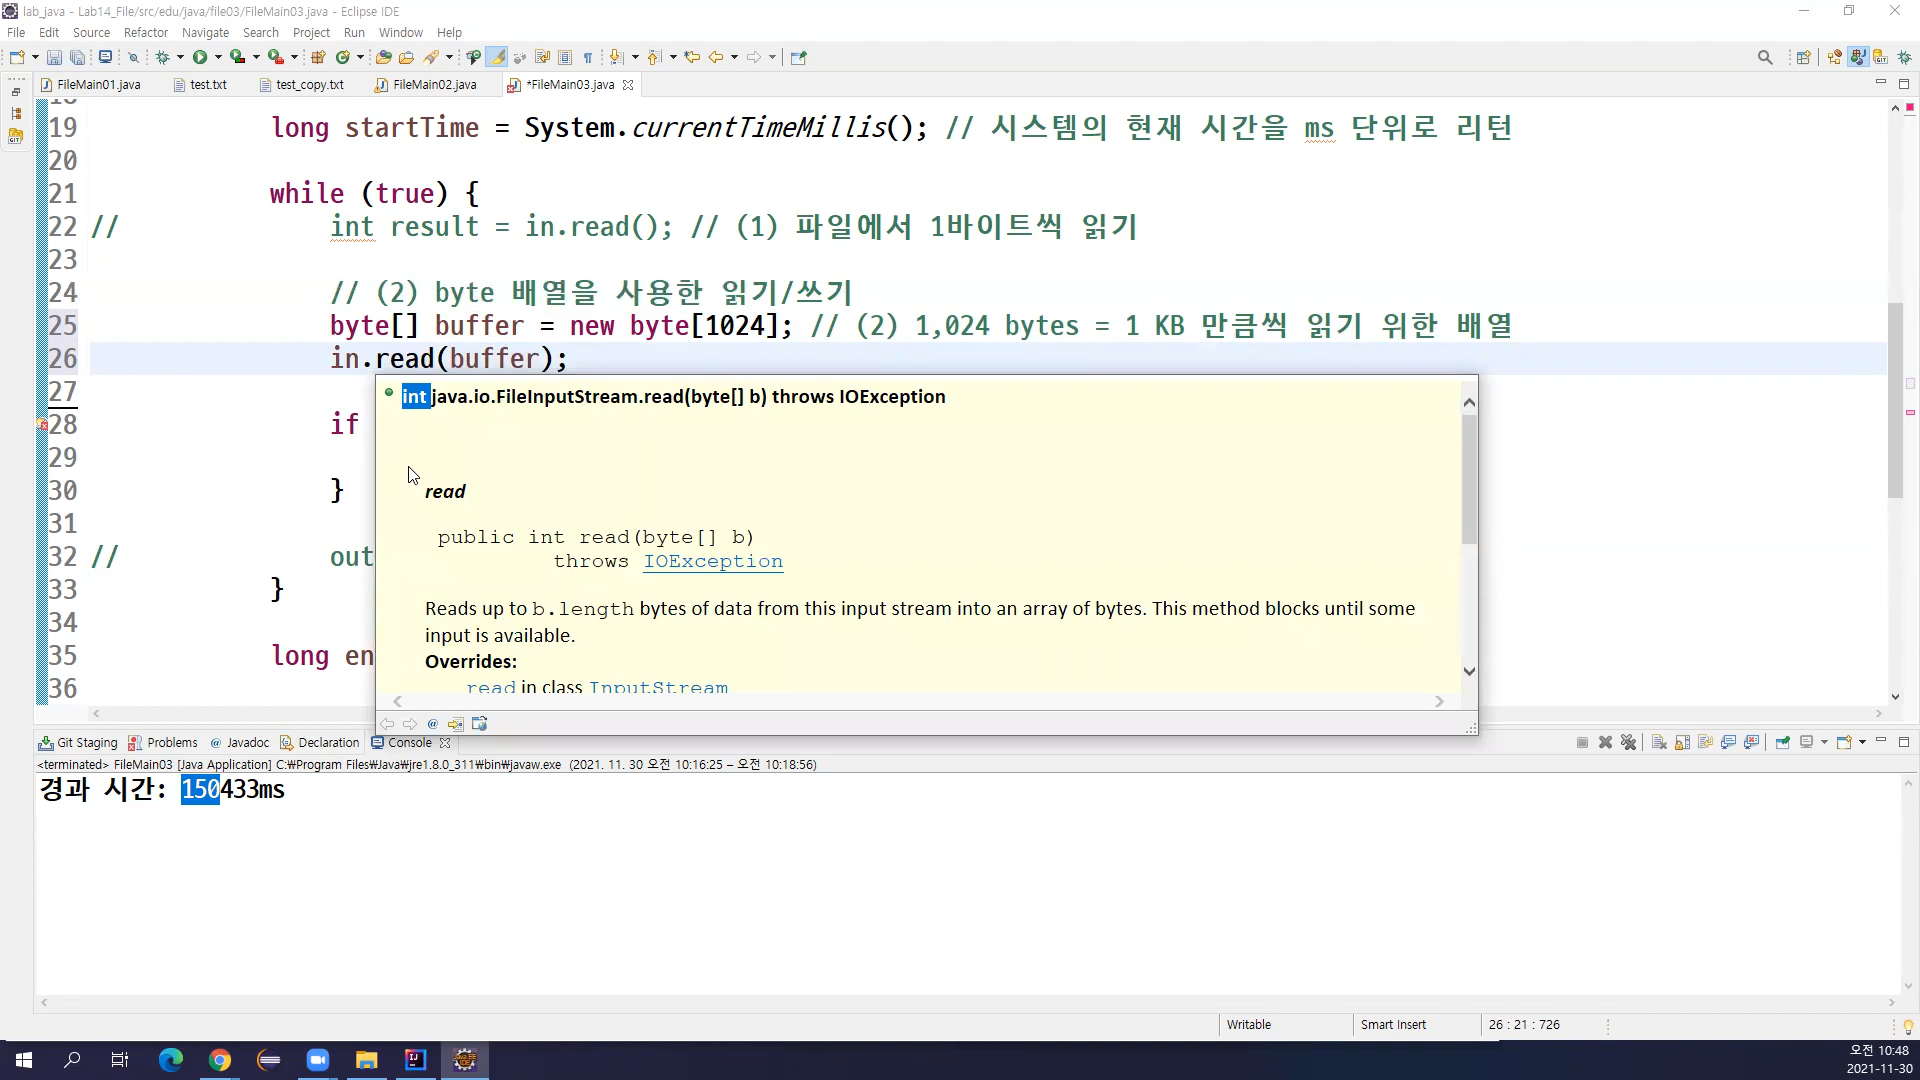 lab_java - Lab14_File/src/edu/java/file03/FileMain03.java - Eclipse IDE
File Edit Source Refactor Navigate Search Project Run Window Help
FileMain01.java test.txt test_copy.txt FileMain02.java *FileMain03.java
19 long startTime = System.currentTimeMillis(); // 시스템의 현재 시간을 ms 단위로 리턴
20
21 while (true) {
22 // int result = in.read(); // (1) 파일에서 1바이트씩 읽기
23
24 // (2) byte 배열을 사용한 읽기/쓰기
25 byte[] buffer = new byte[1024]; // (2) 1,024 bytes = 1 KB 만큼씩 읽기 위한 배열
26 in.read(buffer);
27
int java.io.FileInputStream.read(byte[] b) throws IOException
28 if
29
read
30 }
31
public int read(byte[] b)
32 // out
throws IOException
33 }
Reads up to b.length bytes of data from this input stream into an array of bytes. This method blocks until some
34
input is available.
35 long en
Overrides:
36
read in class InputStream
Git Staging Problems Javadoc Declaration Console
<terminated> FileMain03 [Java Application] C:₩Program Files₩Java₩jre1.8.0_311₩bin₩javaw.exe (2021. 11. 30 오전 10:16:25 – 오전 10:18:56)
경과 시간: 150433ms
Writable Smart Insert 26 : 21 : 726
오전 10:48
2021-11-30